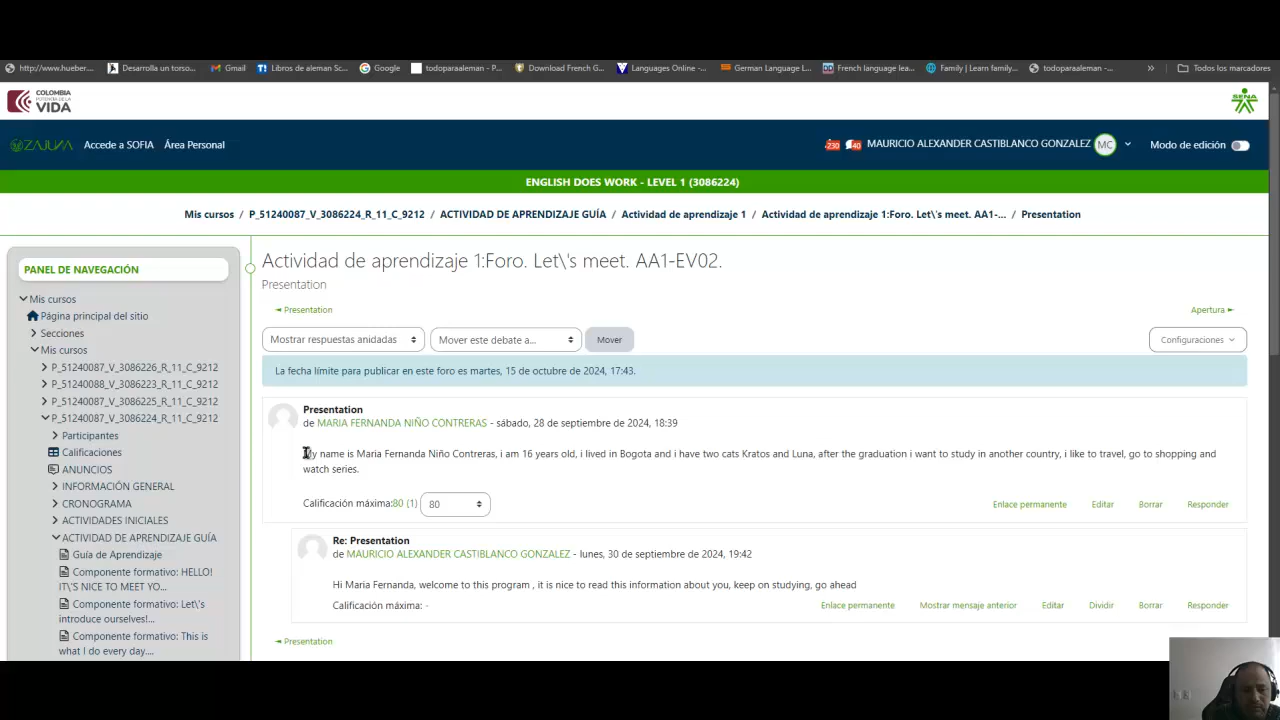 http://www.hueber.... Desarrolla un torso... Gmail Libros de aleman Sc... Google todoparaaleman - P... Download French G... Languages Online -... German Language L... French language lea... Family | Learn family... todoparaaleman -... » Todos los marcadores
COLOMBIA
POTENCIA DE LA
VIDA
SENA
ZAJUNA Accede a SOFIA Área Personal 230 40 MAURICIO ALEXANDER CASTIBLANCO GONZALEZ MC Modo de edición
ENGLISH DOES WORK - LEVEL 1 (3086224)
Mis cursos / P_51240087_V_3086224_R_11_C_9212 / ACTIVIDAD DE APRENDIZAJE GUÍA / Actividad de aprendizaje 1 / Actividad de aprendizaje 1:Foro. Let\'s meet. AA1-... / Presentation
PANEL DE NAVEGACIÓN
Mis cursos
Página principal del sitio
Secciones
Mis cursos
P_51240087_V_3086226_R_11_C_9212
P_51240088_V_3086223_R_11_C_9212
P_51240087_V_3086225_R_11_C_9212
P_51240087_V_3086224_R_11_C_9212
Participantes
Calificaciones
ANUNCIOS
INFORMACIÓN GENERAL
CRONOGRAMA
ACTIVIDADES INICIALES
ACTIVIDAD DE APRENDIZAJE GUÍA
Guía de Aprendizaje
Componente formativo: HELLO!
IT\'S NICE TO MEET YO...
Componente formativo: Let\'s
introduce ourselves!...
Componente formativo: This is
what I do every day....
Actividad de aprendizaje 1:Foro. Let\'s meet. AA1-EV02.
Presentation
◄ Presentation Apertura ►
Mostrar respuestas anidadas Mover este debate a... Mover Configuraciones
La fecha límite para publicar en este foro es martes, 15 de octubre de 2024, 17:43.
Presentation
de MARIA FERNANDA NIÑO CONTRERAS - sábado, 28 de septiembre de 2024, 18:39
My name is Maria Fernanda Niño Contreras, i am 16 years old, i lived in Bogota and i have two cats Kratos and Luna, after the graduation i want to study in another country, i like to travel, go to shopping and
watch series.
Calificación máxima:80 (1) 80 Enlace permanente Editar Borrar Responder
Re: Presentation
de MAURICIO ALEXANDER CASTIBLANCO GONZALEZ - lunes, 30 de septiembre de 2024, 19:42
Hi Maria Fernanda, welcome to this program , it is nice to read this information about you, keep on studying, go ahead
Calificación máxima: - Enlace permanente Mostrar mensaje anterior Editar Dividir Borrar Responder
◄ Presentation